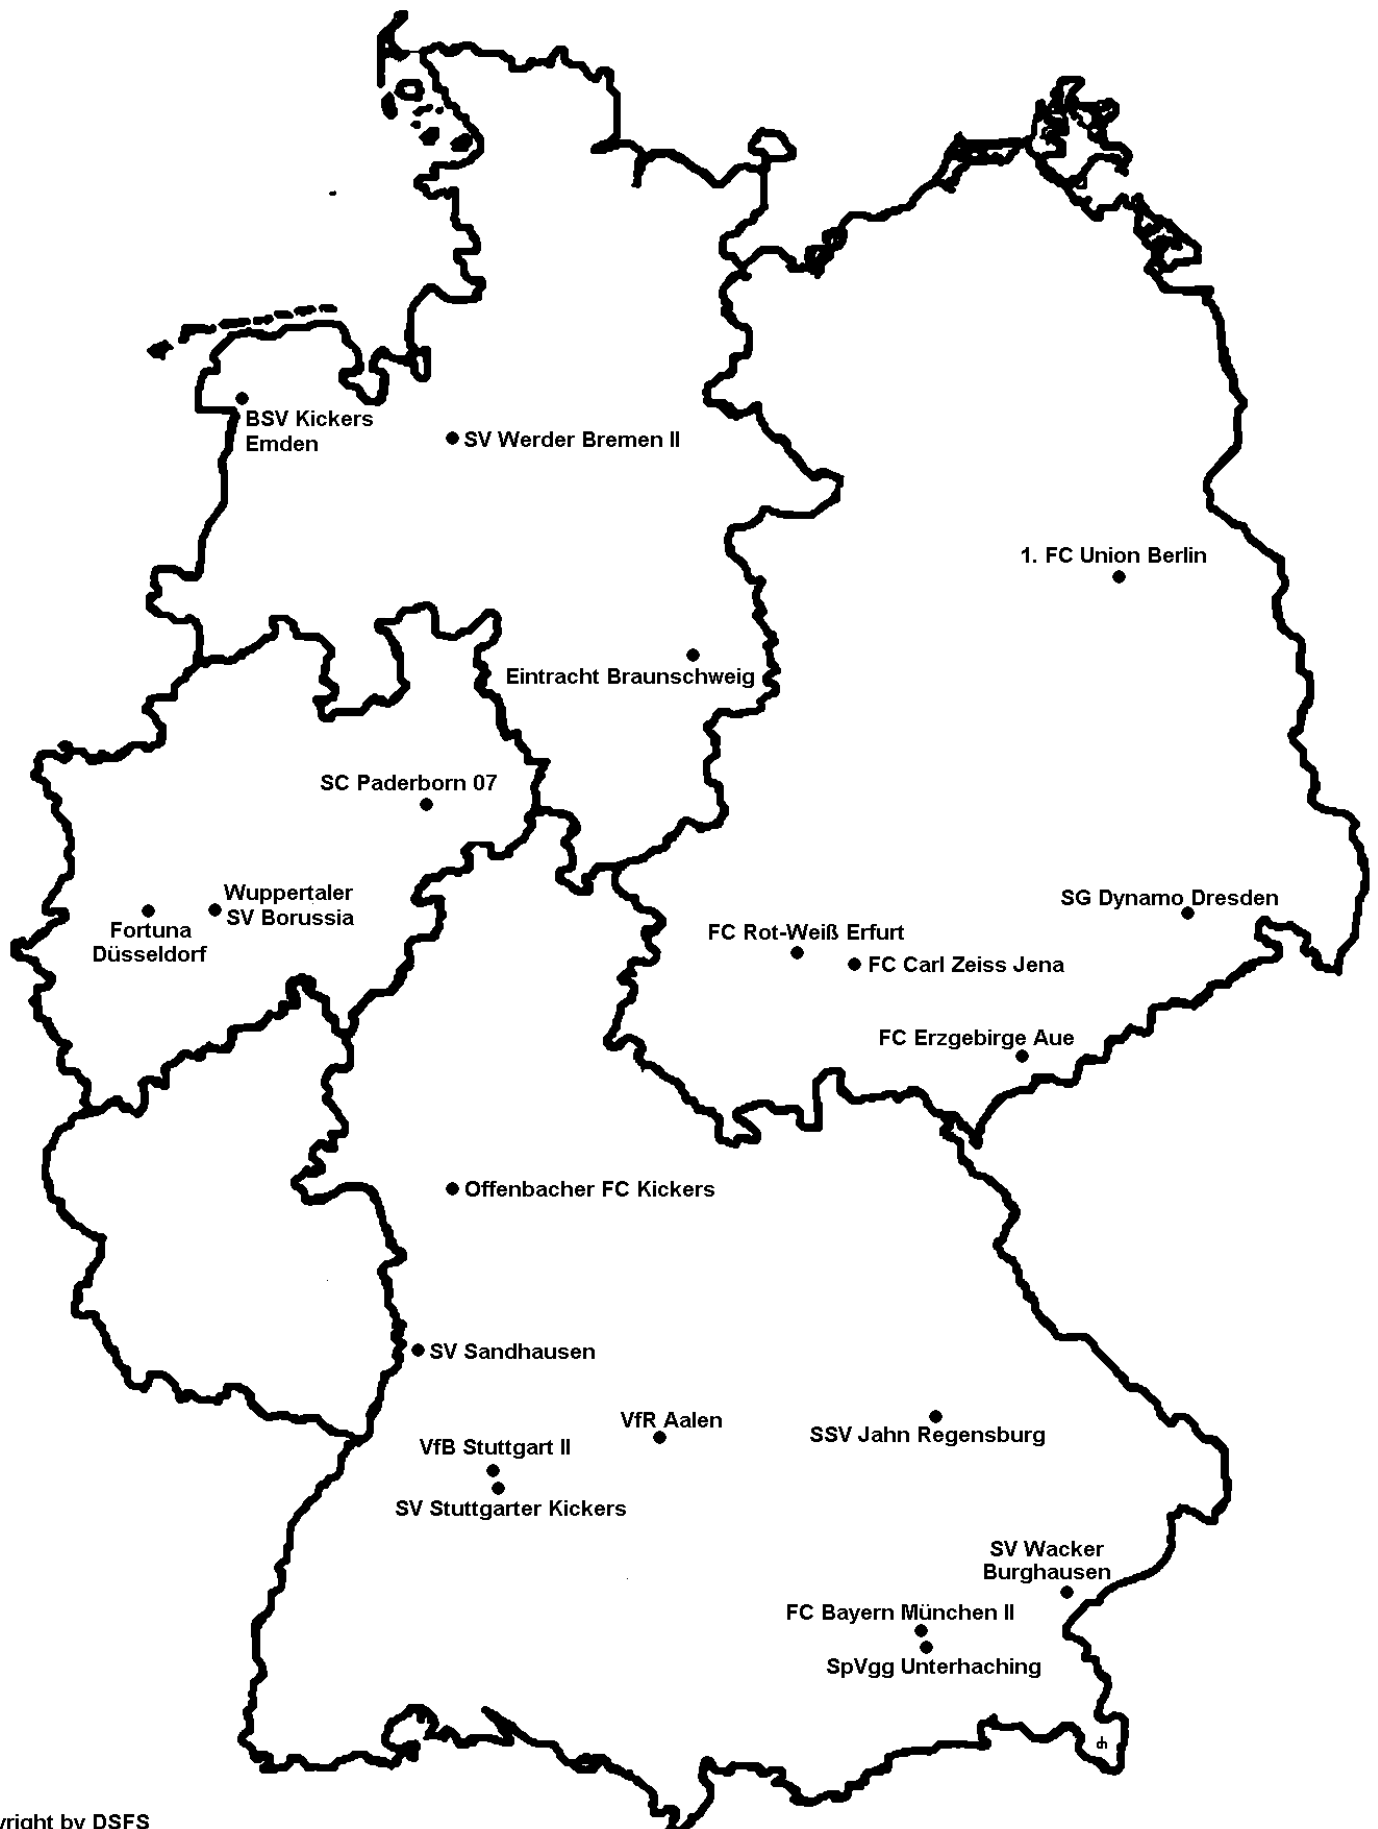 BSV Kickers
Emden
SV Werder Bremen II
1. FC Union Berlin
Eintracht Braunschweig
SC Paderborn 07
Wuppertaler
SV Borussia
Fortuna
Düsseldorf
SG Dynamo Dresden
FC Rot-Weiß Erfurt
FC Carl Zeiss Jena
FC Erzgebirge Aue
Offenbacher FC Kickers
SV Sandhausen
VfR Aalen
SSV Jahn Regensburg
VfB Stuttgart II
SV Stuttgarter Kickers
SV Wacker
Burghausen
FC Bayern München II
SpVgg Unterhaching
yright by DSFS